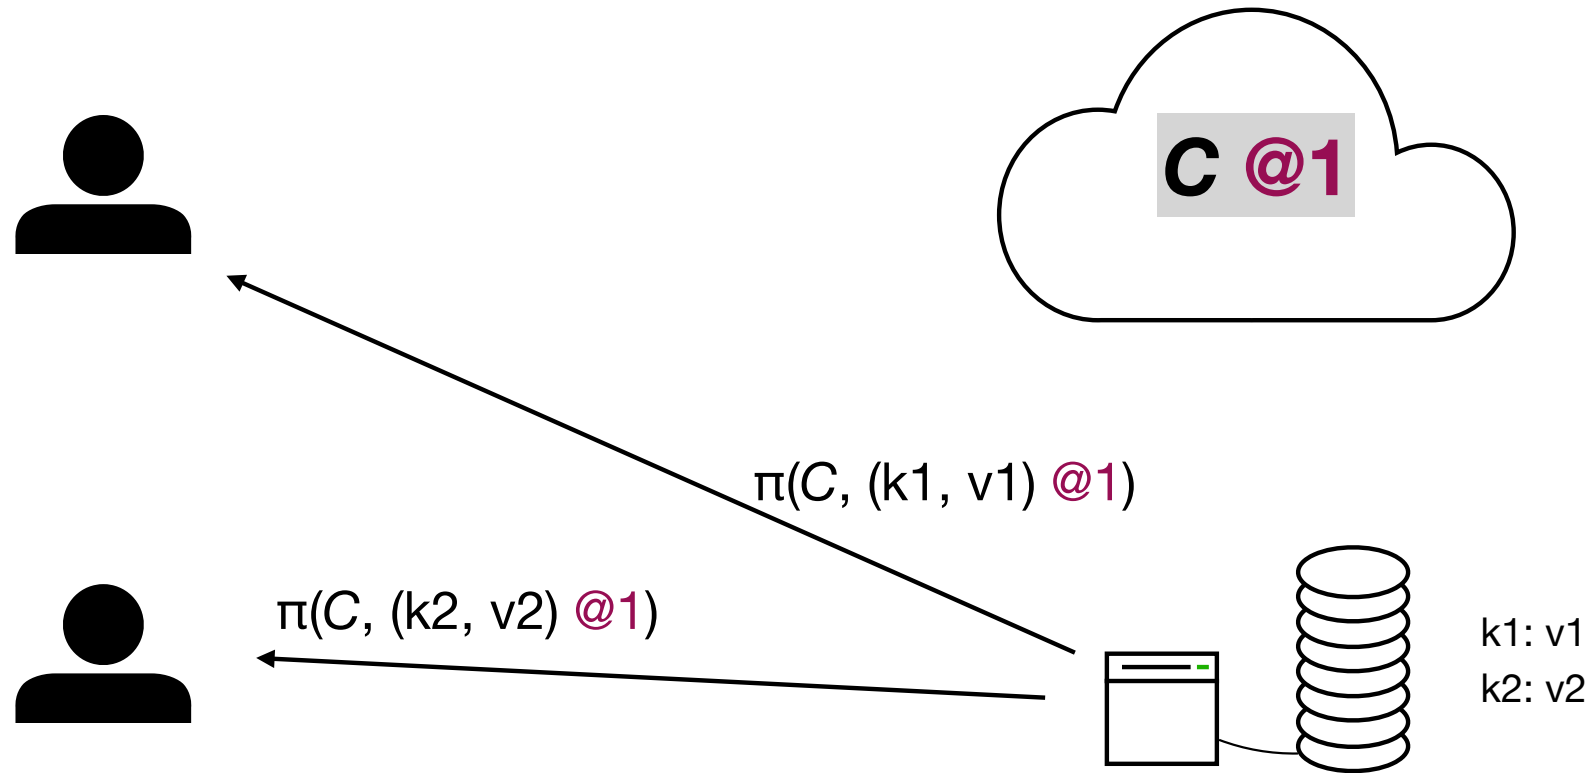 C @1
π(C, (k1, v1) @1)
π(C, (k2, v2) @1)
k1: v1
k2: v2